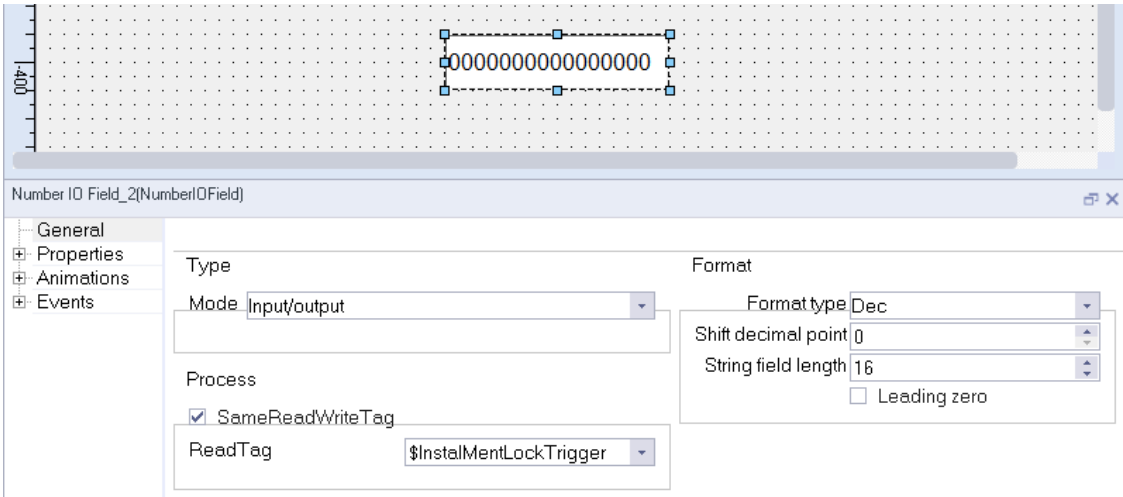 0000000000000000
-400
Number IO Field_2(NumberIOField)
General
Properties
Animations
Events
Type
Mode Input/output
Process
SameReadWriteTag
ReadTag $InstalMentLockTrigger
Format
Format type Dec
Shift decimal point 0
String field length 16
Leading zero